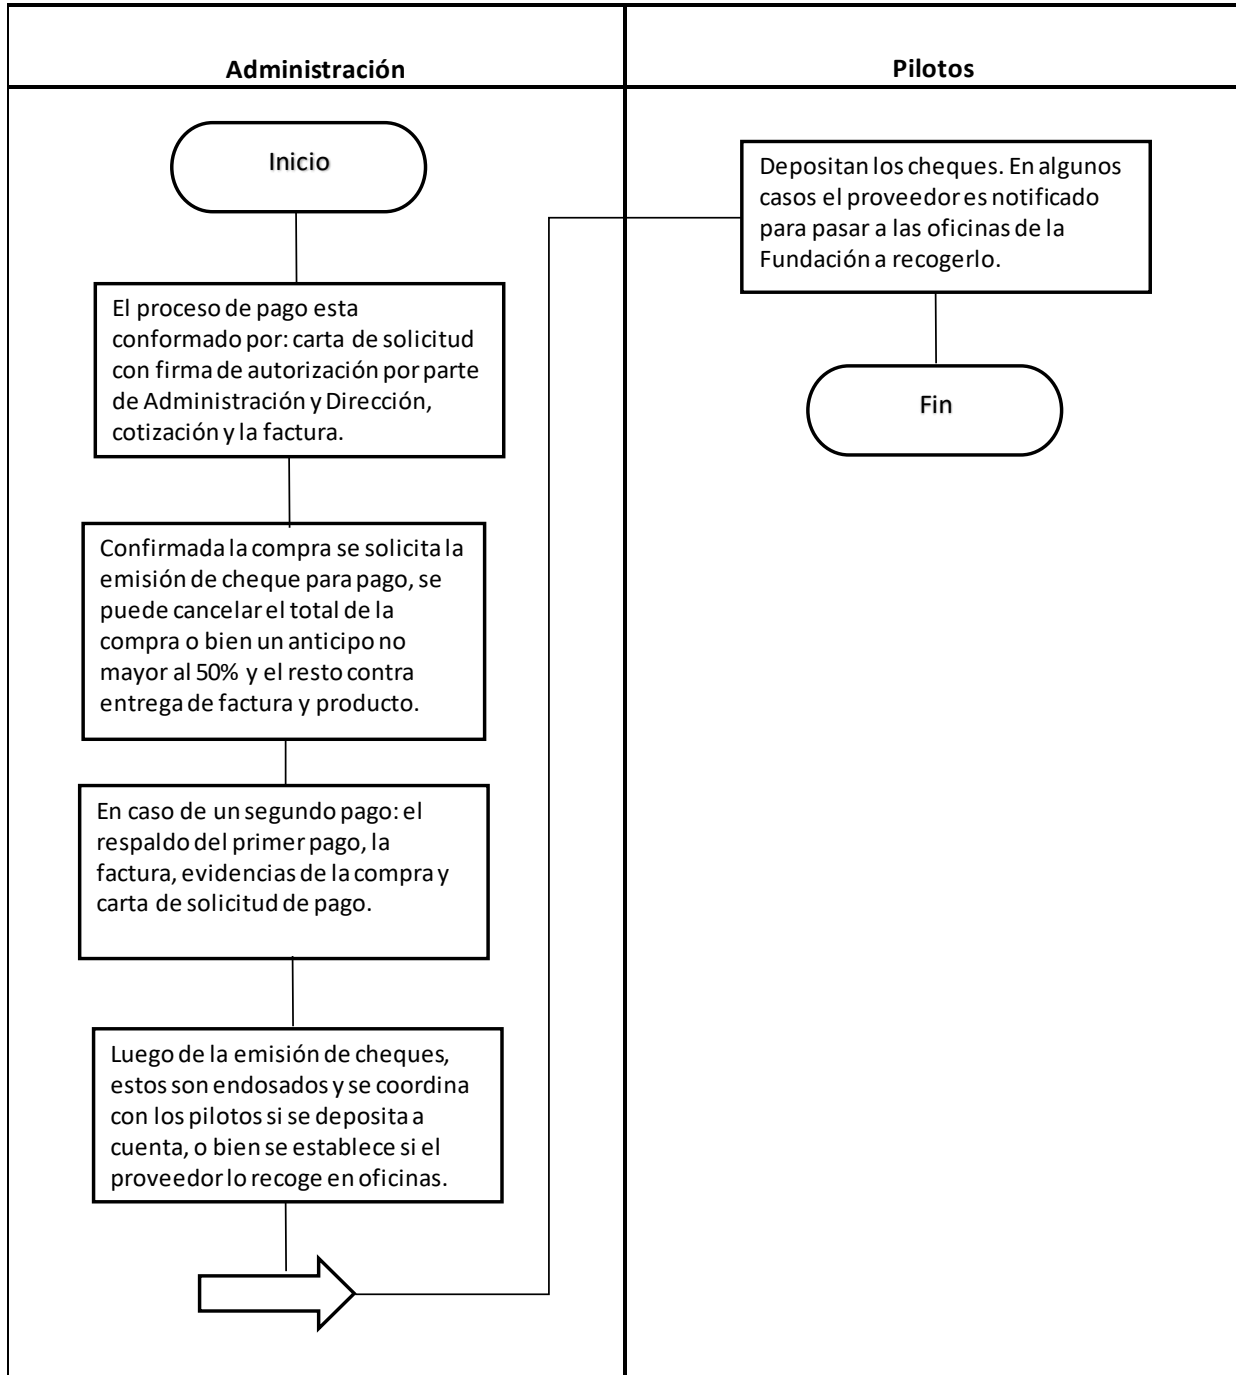 Administración
Pilotos
Inicio
El proceso de pago esta
conformado por: carta de solicitud
con firma de autorización por parte
de Administración y Dirección,
cotización y la factura.
Confirmada la compra se solicita la
emisión de cheque para pago, se
puede cancelar el total de la
compra o bien un anticipo no
mayor al 50% y el resto contra
entrega de factura y producto.
En caso de un segundo pago: el
respaldo del primer pago, la
factura, evidencias de la compra y
carta de solicitud de pago.
Luego de la emisión de cheques,
estos son endosados y se coordina
con los pilotos si se deposita a
cuenta, o bien se establece si el
proveedor lo recoge en oficinas.
Depositan los cheques. En algunos
casos el proveedor es notificado
para pasar a las oficinas de la
Fundación a recogerlo.
Fin